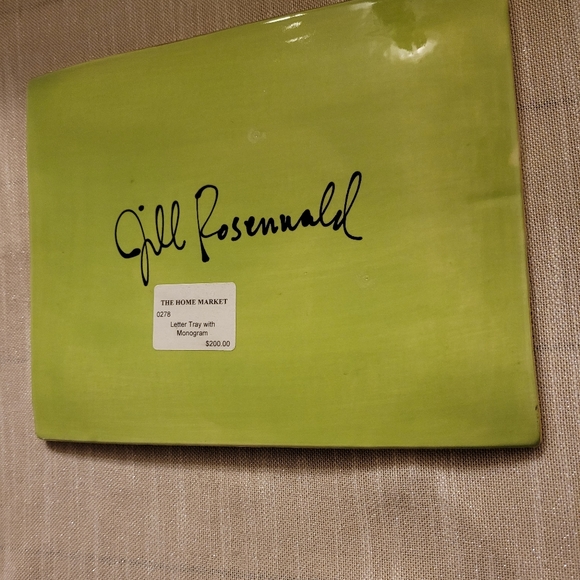 Jill Rosenwald
THE HOME MARKET
0278
Letter Tray with
Monogram
$200.00